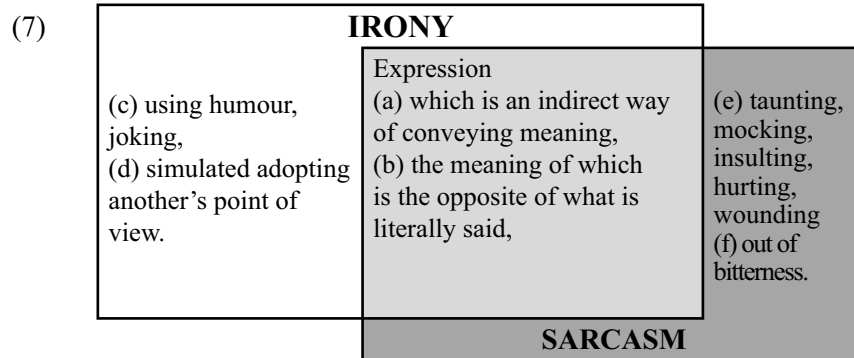 (7)
IRONY
(c) using humour,
joking,
(d) simulated adopting
another’s point of
view.
Expression
(a) which is an indirect way
of conveying meaning,
(b) the meaning of which
is the opposite of what is
literally said,
(e) taunting,
mocking,
insulting,
hurting,
wounding
(f) out of
bitterness.
SARCASM